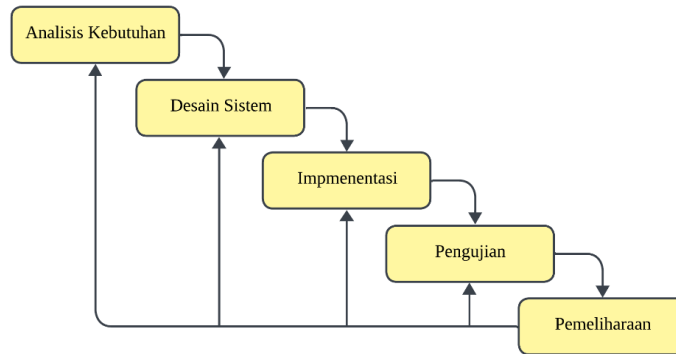 Analisis Kebutuhan
Desain Sistem
Impmenentasi
Pengujian
Pemeliharaan